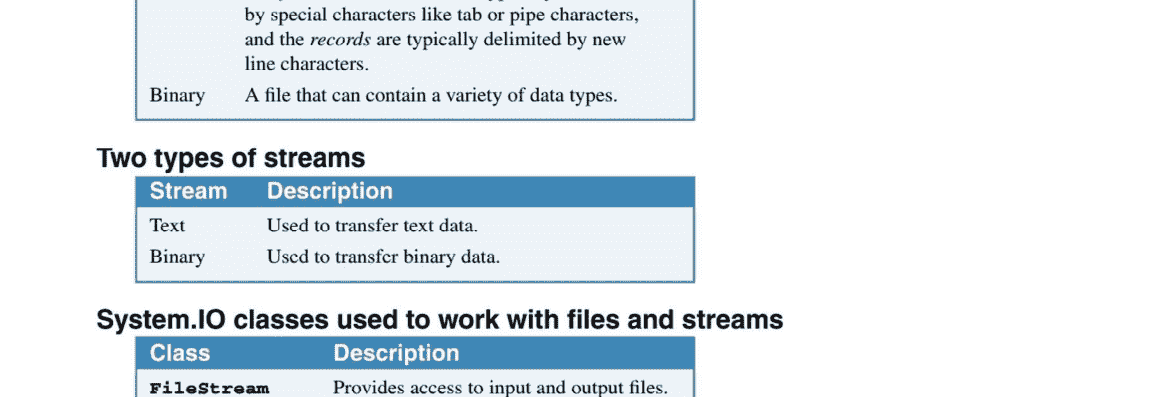 by special characters like tab or pipe characters,
and the records are typically delimited by new
line characters.
Binary A file that can contain a variety of data types.
Two types of streams
Stream Description
Text Used to transfer text data.
Binary Used to transfer binary data.
System.IO classes used to work with files and streams
Class Description
FileStream Provides access to input and output files.